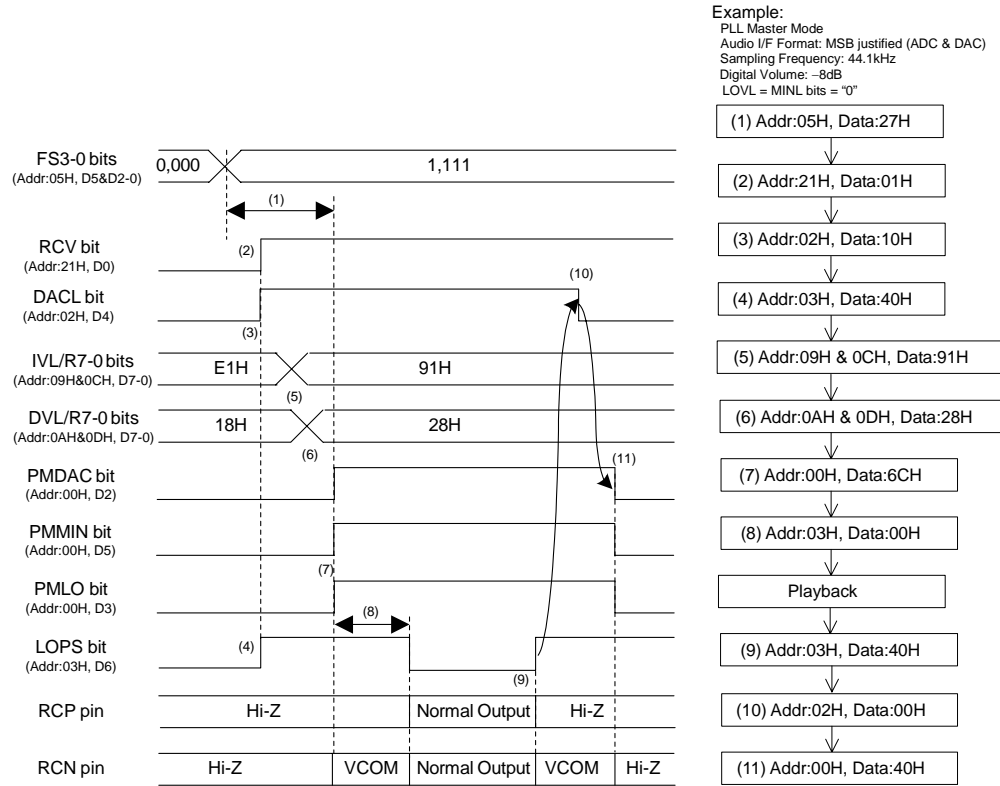 Example:
PLL Master Mode
Audio I/F Format: MSB justified (ADC & DAC)
Sampling Frequency: 44.1kHz
Digital Volume: −8dB
LOVL = MINL bits = “0”
FS3-0 bits
(Addr:05H, D5&D2-0)
0,000
1,111
(1)
RCV bit
(Addr:21H, D0)
(2)
DACL bit
(Addr:02H, D4)
(3)
(10)
IVL/R7-0 bits
(Addr:09H&0CH, D7-0)
E1H
91H
(5)
DVL/R7-0 bits
(Addr:0AH&0DH, D7-0)
18H
28H
(6)
PMDAC bit
(Addr:00H, D2)
(11)
PMMIN bit
(Addr:00H, D5)
PMLO bit
(Addr:00H, D3)
(7)
(8)
LOPS bit
(Addr:03H, D6)
(4)
(9)
RCP pin
Hi-Z
Normal Output
Hi-Z
RCN pin
Hi-Z
VCOM
Normal Output
VCOM
Hi-Z
(1) Addr:05H, Data:27H
(2) Addr:21H, Data:01H
(3) Addr:02H, Data:10H
(4) Addr:03H, Data:40H
(5) Addr:09H & 0CH, Data:91H
(6) Addr:0AH & 0DH, Data:28H
(7) Addr:00H, Data:6CH
(8) Addr:03H, Data:00H
Playback
(9) Addr:03H, Data:40H
(10) Addr:02H, Data:00H
(11) Addr:00H, Data:40H